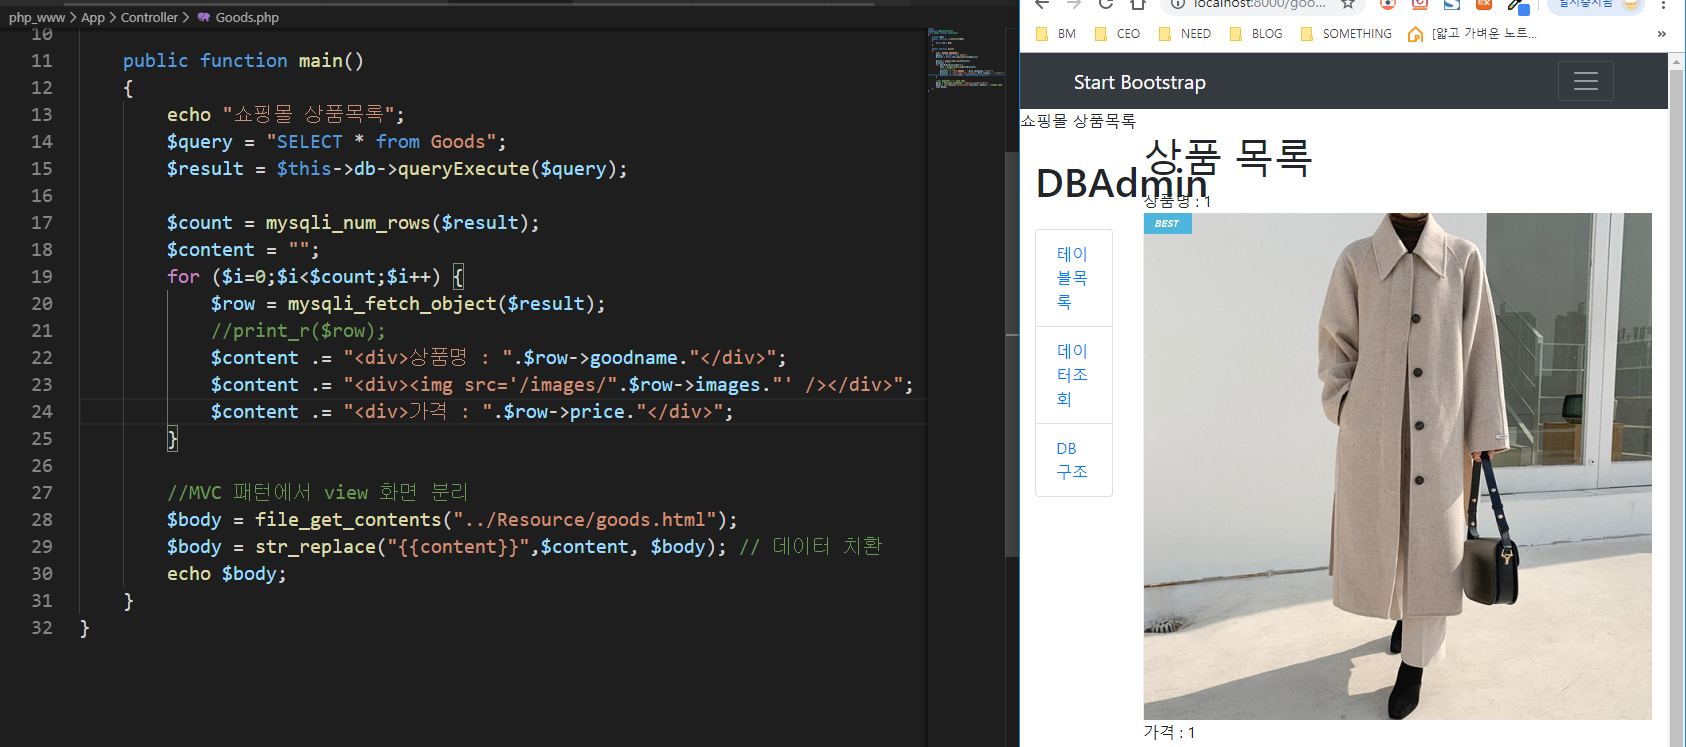 php_www > App > Controller > Goods.php
10
11 public function main()
12 {
13 echo "쇼핑몰 상품목록";
14 $query = "SELECT * from Goods";
15 $result = $this->db->queryExecute($query);
16
17 $count = mysqli_num_rows($result);
18 $content = "";
19 for ($i=0;$i<$count;$i++) {
20 $row = mysqli_fetch_object($result);
21 //print_r($row);
22 $content .= "<div>상품명 : ".$row->goodname."</div>";
23 $content .= "<div><img src='/images/".$row->images."' /></div>";
24 $content .= "<div>가격 : ".$row->price."</div>";
25 }
26
27 //MVC 패턴에서 view 화면 분리
28 $body = file_get_contents("../Resource/goods.html");
29 $body = str_replace("{{content}}",$content, $body); // 데이터 치환
30 echo $body;
31 }
32 }
localhost:8000/goo...
일시중지됨
BM
CEO
NEED
BLOG
SOMETHING
[얇고 가벼운 노트...
»
Start Bootstrap
쇼핑몰 상품목록
상품 목록
DBAdmin
상품명 : 1
BEST
테이
블목
록
데이
터조
회
DB
구조
가격 : 1